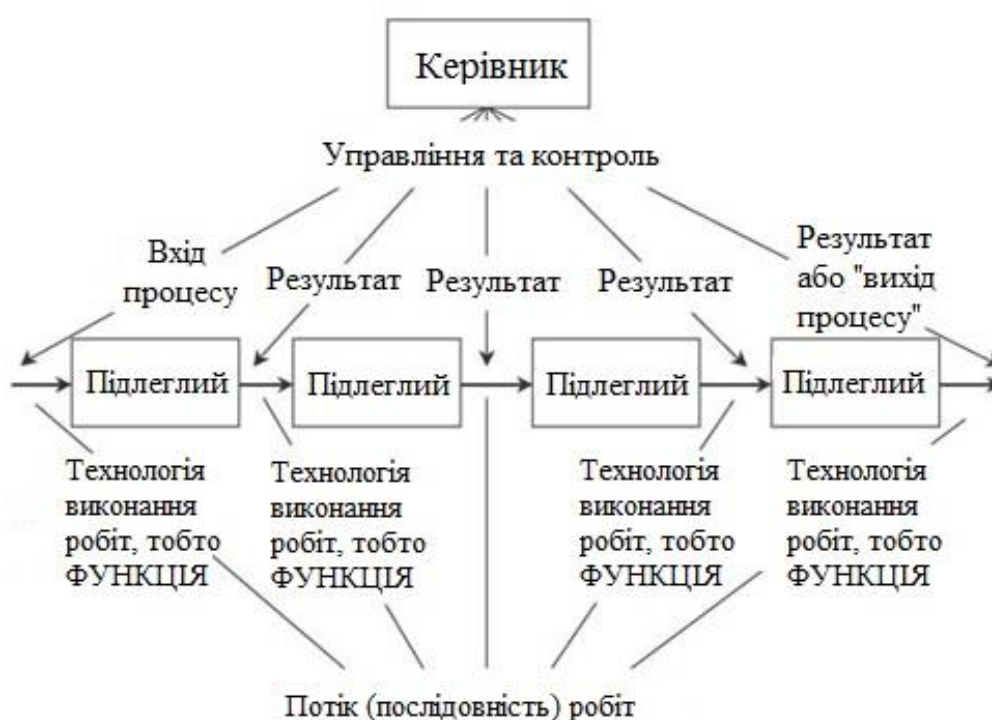 Керівник
Управління та контроль
Вхід
процесу
Результат
Результат
Результат
Результат
або "вихід
процесу"
Підлеглий
Підлеглий
Підлеглий
Підлеглий
Технологія
виконання
робіт, тобто
ФУНКЦІЯ
Технологія
виконання
робіт, тобто
ФУНКЦІЯ
Технологія
виконання
робіт, тобто
ФУНКЦІЯ
Технологія
виконання
робіт, тобто
ФУНКЦІЯ
Потік (послідовність) робіт